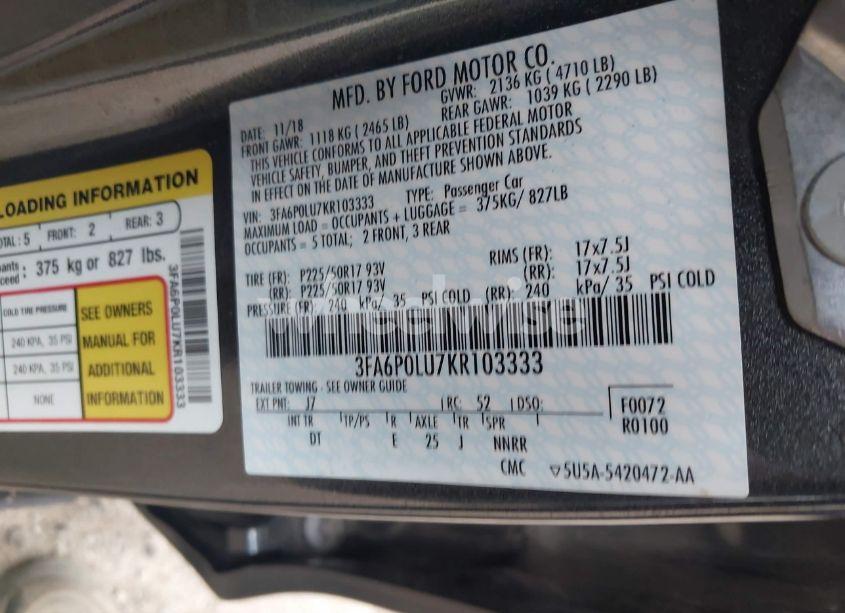 LOADING INFORMATION
TOTAL: 5 FRONT: 2 REAR: 3
375 kg or 827 lbs.
COLD TIRE PRESSURE
240 KPA, 35 PSI
240 KPA, 35 PSI
NONE
SEE OWNERS
MANUAL FOR
ADDITIONAL
INFORMATION
3FA6P0LU7KR103333
MFD. BY FORD MOTOR CO.
DATE: 11/18 GVWR: 2136 KG ( 4710 LB)
FRONT GAWR: 1118 KG ( 2465 LB) REAR GAWR: 1039 KG ( 2290 LB)
THIS VEHICLE CONFORMS TO ALL APPLICABLE FEDERAL MOTOR
VEHICLE SAFETY, BUMPER, AND THEFT PREVENTION STANDARDS
IN EFFECT ON THE DATE OF MANUFACTURE SHOWN ABOVE.
VIN: 3FA6P0LU7KR103333 TYPE: Passenger Car
MAXIMUM LOAD = OCCUPANTS + LUGGAGE = 375KG/ 827LB
OCCUPANTS = 5 TOTAL; 2 FRONT, 3 REAR
TIRE (FR): P225/50R17 93V RIMS (FR): 17x7.5J
(RR): P225/50R17 93V (RR): 17x7.5J
PRESSURE (FR): 240 kPa/ 35 PSI COLD (RR): 240 kPa/ 35 PSI COLD
wheelwise
3FA6P0LU7KR103333
TRAILER TOWING - SEE OWNER GUIDE
EXT PNT: J7 RC: 52 DSO: F0072
INT TR TP/PS R AXLE TR SPR R0100
DT E 25 J NNRR
CMC ▽5U5A-5420472-AA